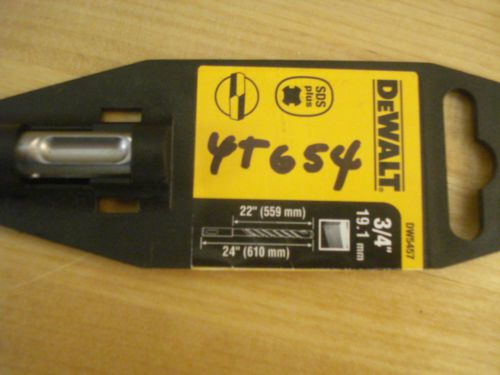 SDS
plus
DEWALT
4T654
3/4"
19.1 mm
DW5457
22" (559 mm)
24" (610 mm)